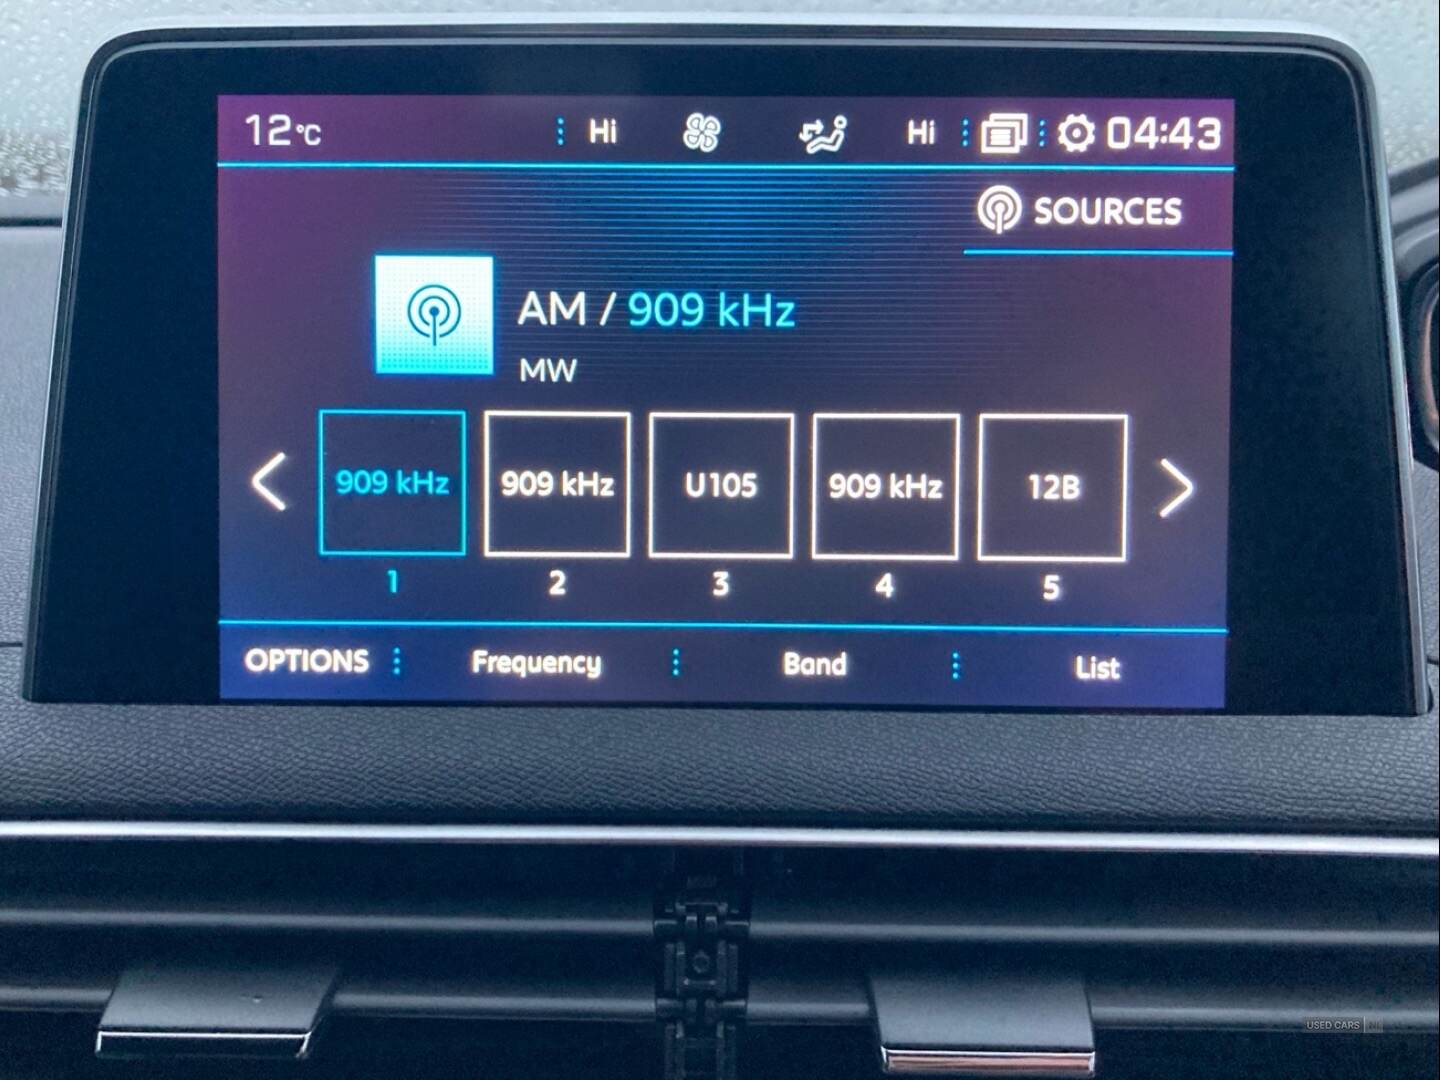 12°C Hi Hi 04:43
SOURCES
AM / 909 kHz
MW
909 kHz 909 kHz U105 909 kHz 12B
1 2 3 4 5
OPTIONS Frequency Band List
USED CARS NI